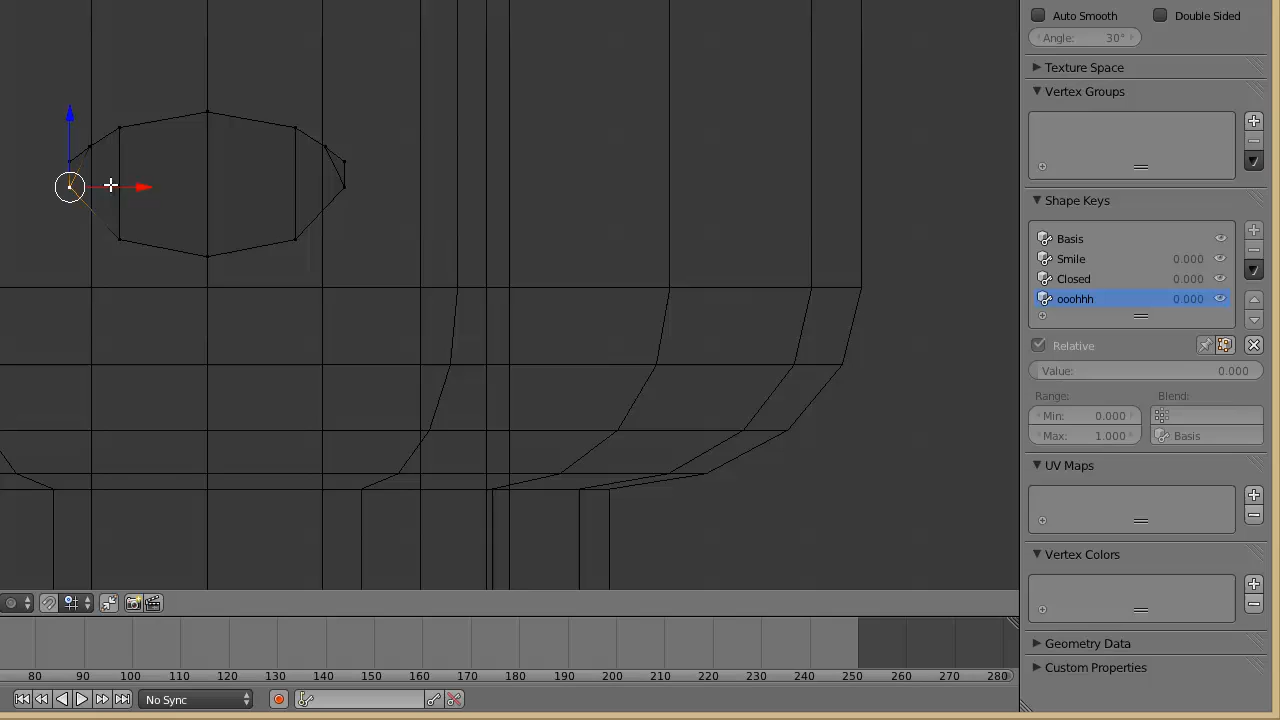 Auto Smooth Double Sided
Angle: 30°
Texture Space
Vertex Groups
Shape Keys
Basis
Smile 0.000
Closed 0.000
ooohhh 0.000
Relative
Value: 0.000
Range: Blend:
Min: 0.000
Max: 1.000 Basis
UV Maps
Vertex Colors
Geometry Data
Custom Properties
80 90 100 110 120 130 140 150 160 170 180 190 200 210 220 230 240 250 260 270 280
No Sync